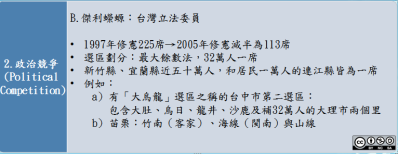 B.傑利蠑螈：台灣立法委員
2.政治競爭
(Political
Competition)
• 1997年修憲225席→2005年修憲減半為113席
• 選區劃分：最大餘數法，32萬人一席
• 新竹縣、宜蘭縣近五十萬人，和居民一萬人的連江縣皆為一席
• 例如：
a) 有「大烏龍」選區之稱的台中市第二選區：
包含大肚、烏日、龍井、沙鹿及補32萬人的大理市兩個里
b) 苗栗：竹南（客家）、海線（閩南）與山線
CC BY NC SA